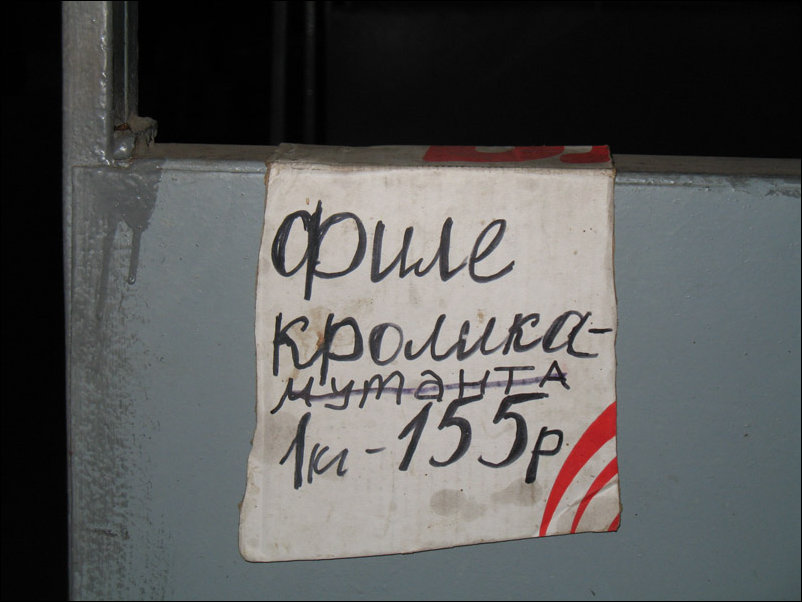 Филе
кролика-
мутанта
1кг-155р